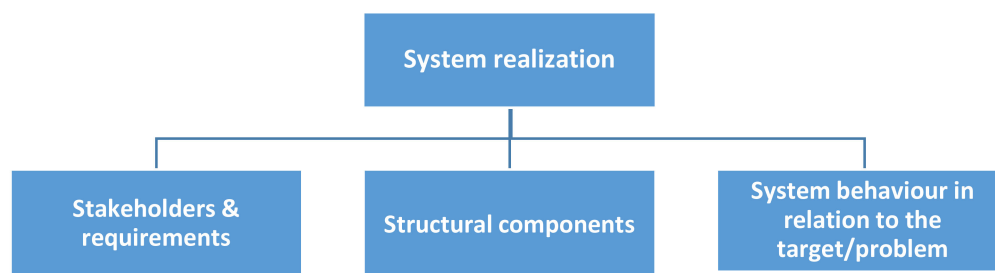 System realization
Stakeholders &
requirements
Structural components
System behaviour in
relation to the
target/problem